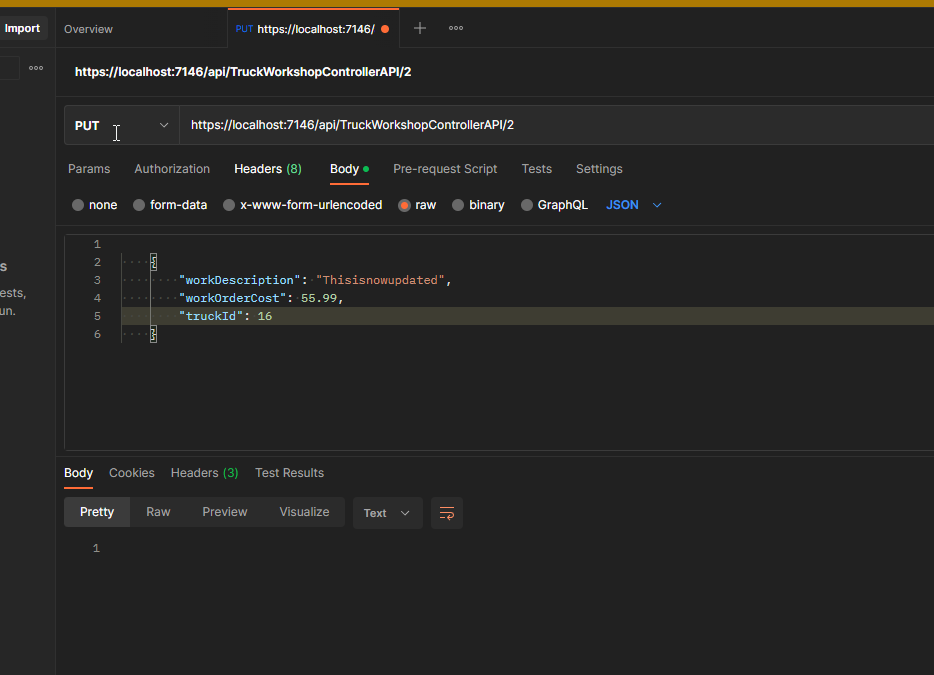 Import
Overview
PUT https://localhost:7146/
https://localhost:7146/api/TruckWorkshopControllerAPI/2
PUT https://localhost:7146/api/TruckWorkshopControllerAPI/2
Params Authorization Headers (8) Body Pre-request Script Tests Settings
none form-data x-www-form-urlencoded raw binary GraphQL JSON
1
2 {
3 "workDescription": "Thisisnowupdated",
4 "workOrderCost": 55.99,
5 "truckId": 16
6 }
s
ests,
un.
Body Cookies Headers (3) Test Results
Pretty Raw Preview Visualize Text
1